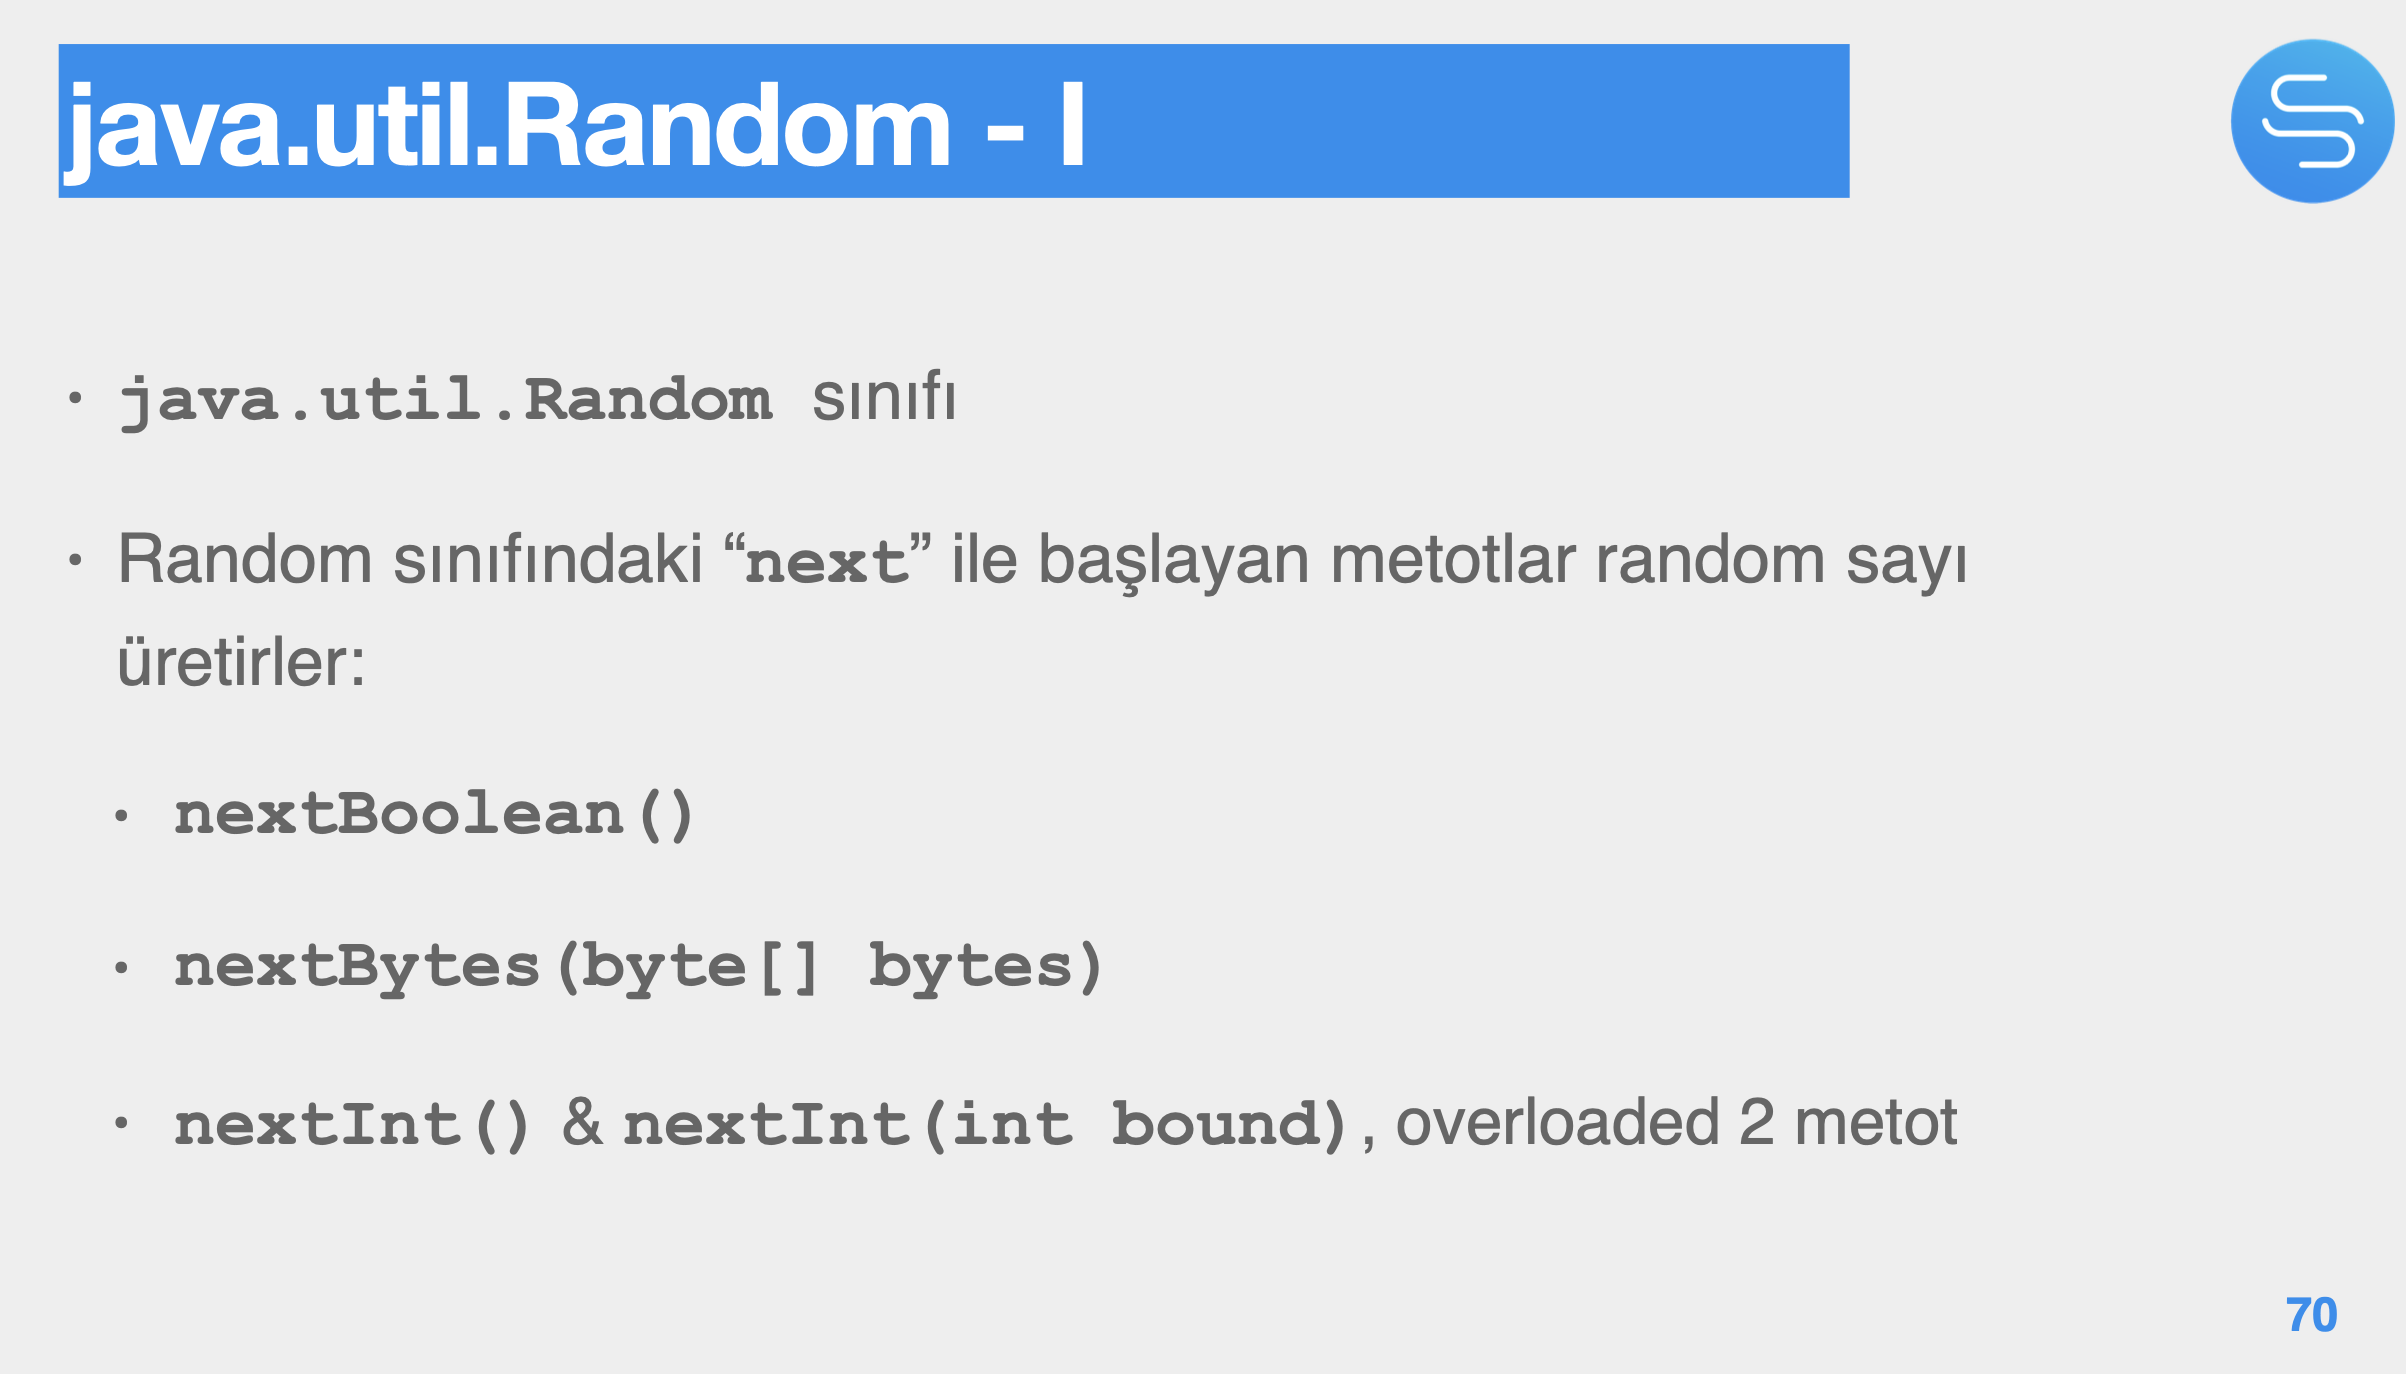 java.util.Random - I
• java.util.Random sınıfı
• Random sınıfındaki “next” ile başlayan metotlar random sayı
üretirler:
• nextBoolean()
• nextBytes(byte[] bytes)
• nextInt() & nextInt(int bound), overloaded 2 metot
70